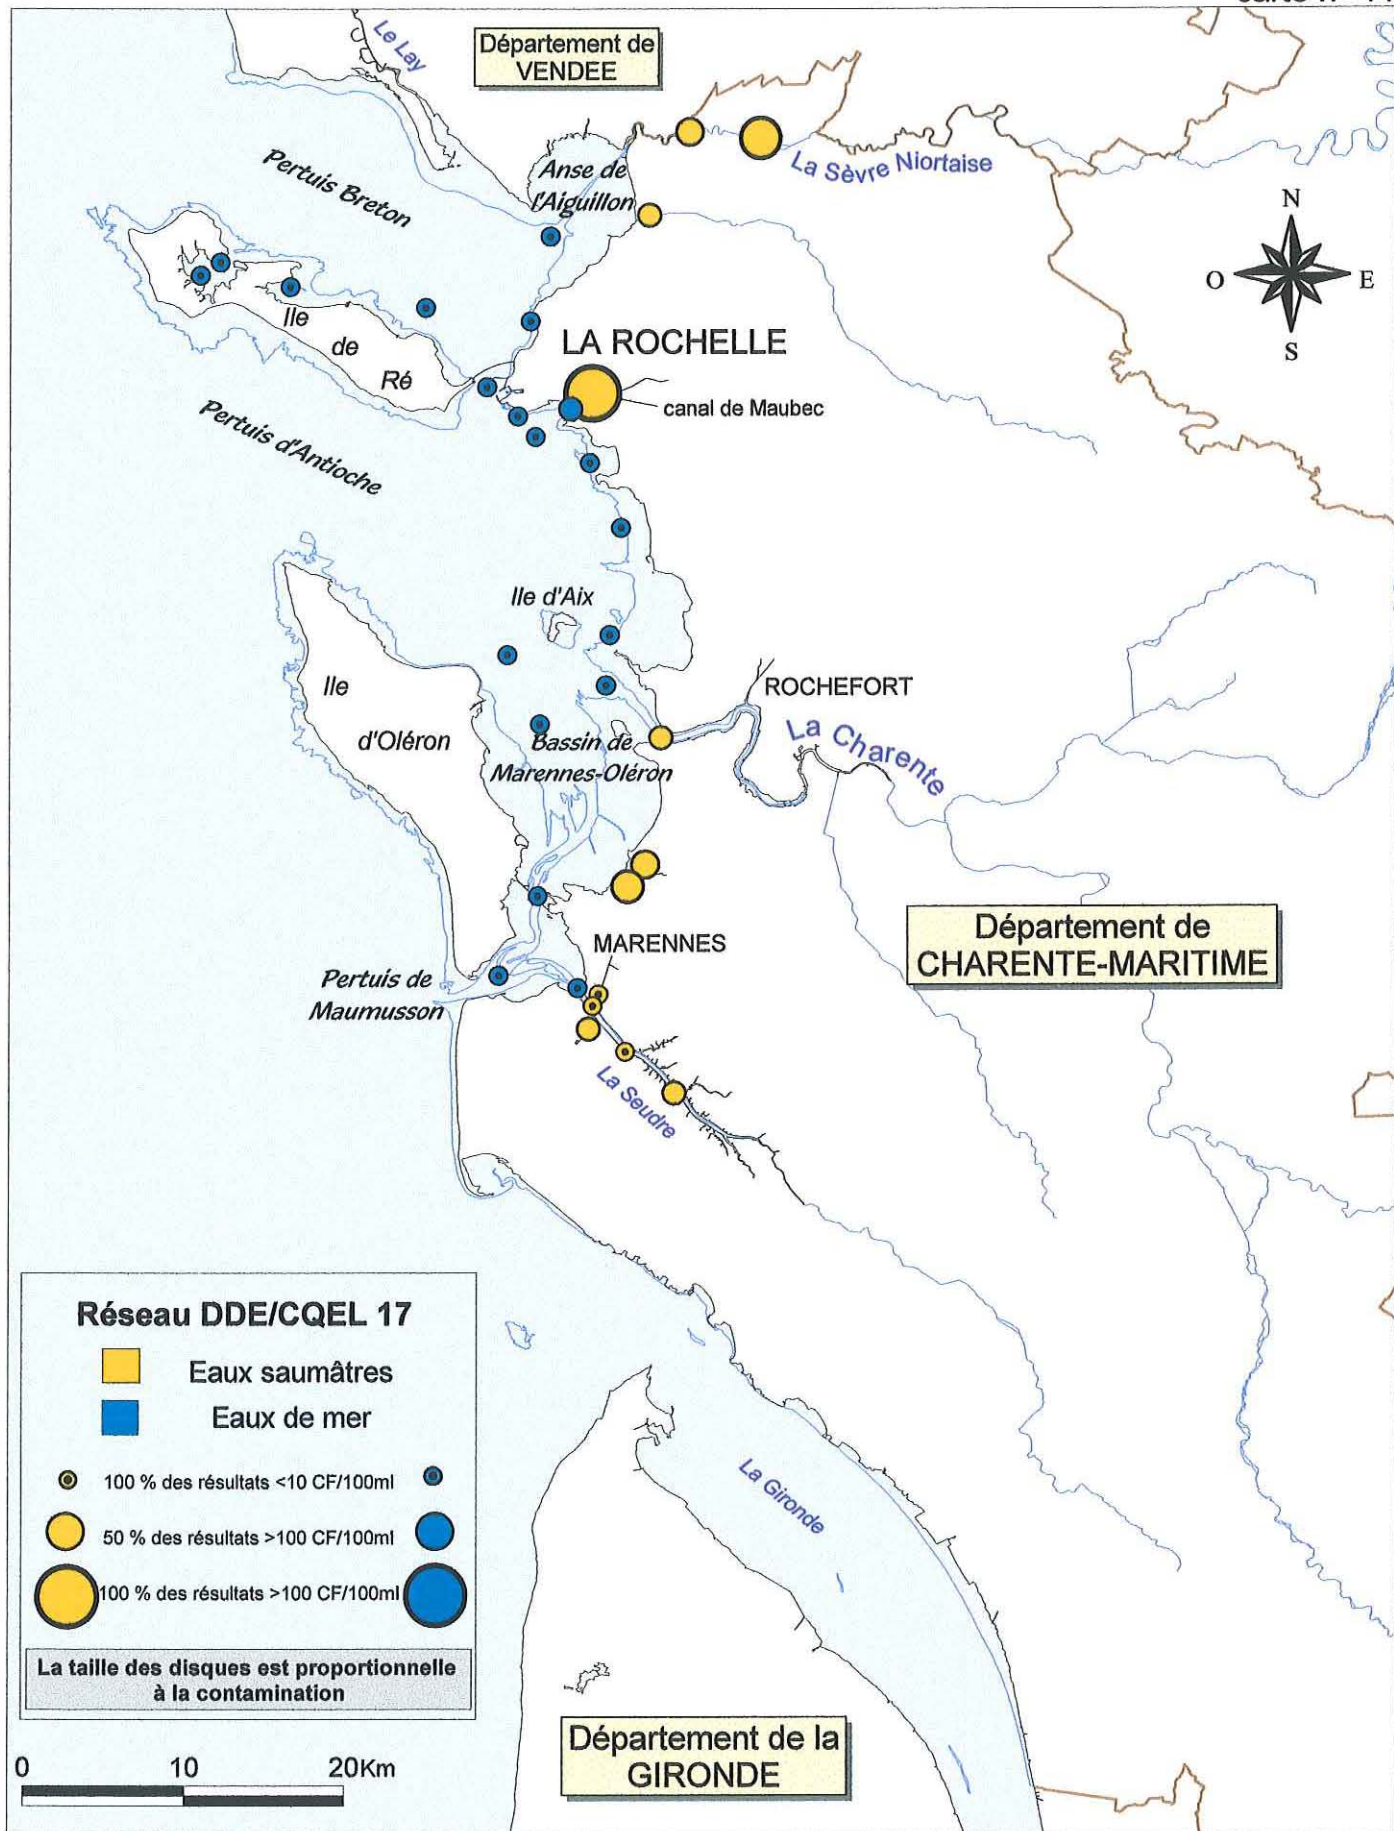 Le Lay
Département de
VENDEE
Pertuis Breton
Anse de
l'Aiguillon
La Sèvre Niortaise
N
O
E
S
Ile
de
Ré
LA ROCHELLE
canal de Maubec
Pertuis d'Antioche
Ile d'Aix
Ile
d'Oléron
ROCHEFORT
La Charente
Bassin de
Marennes-Oléron
Département de
CHARENTE-MARITIME
MARENNES
Pertuis de
Maumusson
La Seudre
Réseau DDE/CQEL 17
Eaux saumâtres
Eaux de mer
100 % des résultats <10 CF/100ml
50 % des résultats >100 CF/100ml
100 % des résultats >100 CF/100ml
La taille des disques est proportionnelle
à la contamination
La Gironde
0 10 20Km
Département de la
GIRONDE